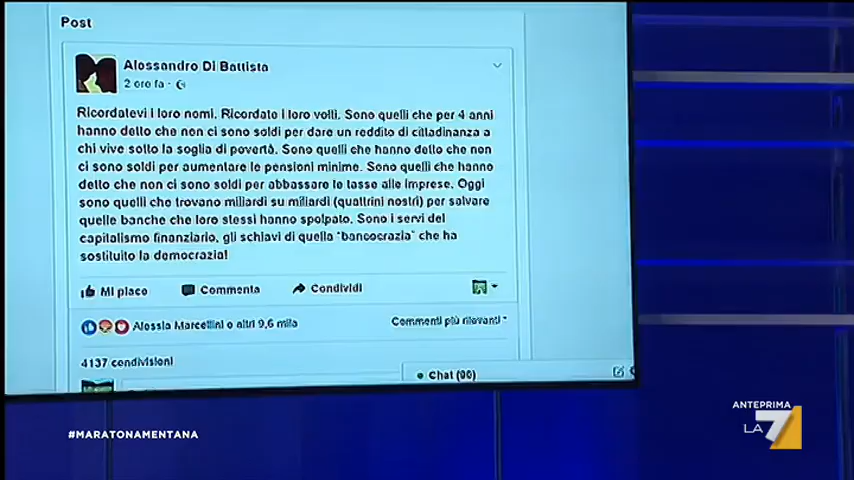 Post
Alessandro Di Battista
2 ore fa
Ricordatevi i loro nomi. Ricordate i loro volti. Sono quelli che per 4 anni
hanno detto che non ci sono soldi per dare un reddito di cittadinanza a
chi vive sotto la soglia di povertà. Sono quelli che hanno detto che non
ci sono soldi per aumentare le pensioni minime. Sono quelli che hanno
detto che non ci sono soldi per abbassare le tasse alle imprese. Oggi
sono quelli che trovano miliardi su miliardi (quattrini nostri) per salvare
quelle banche che loro stessi hanno spolpato. Sono i servi del
capitalismo finanziario, gli schiavi di quella "bancocrazia" che ha
sostituito la democrazia!
Mi piace Commenta Condividi
Alessia Marcellini e altri 9,6 mila
Commenti più rilevanti
4137 condivisioni
Chat (90)
#MARATONAMENTANA
ANTEPRIMA
LA7